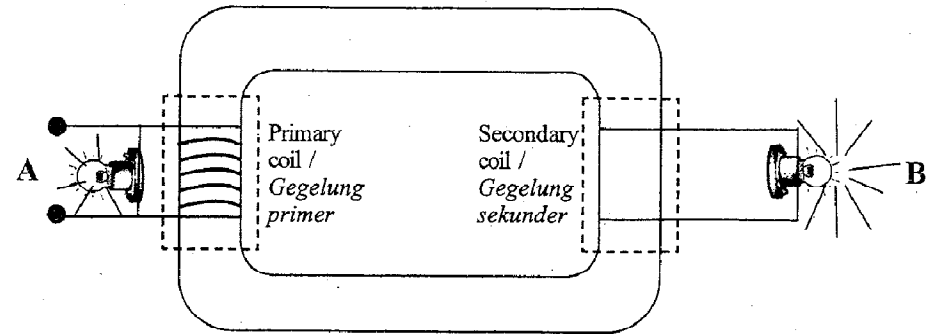 A
Primary
coil /
Gegelung
primer
Secondary
coil /
Gegelung
sekunder
B